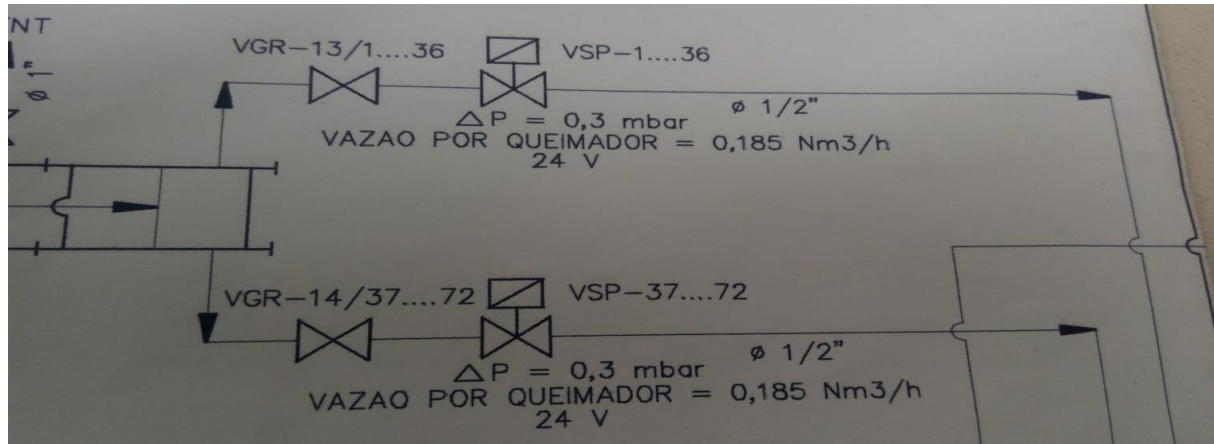 NT
ø 1"
VGR-13/1....36
VSP-1....36
ø 1/2"
△P = 0,3 mbar
VAZAO POR QUEIMADOR = 0,185 Nm3/h
24 V
VGR-14/37....72
VSP-37....72
ø 1/2"
△P = 0,3 mbar
VAZAO POR QUEIMADOR = 0,185 Nm3/h
24 V